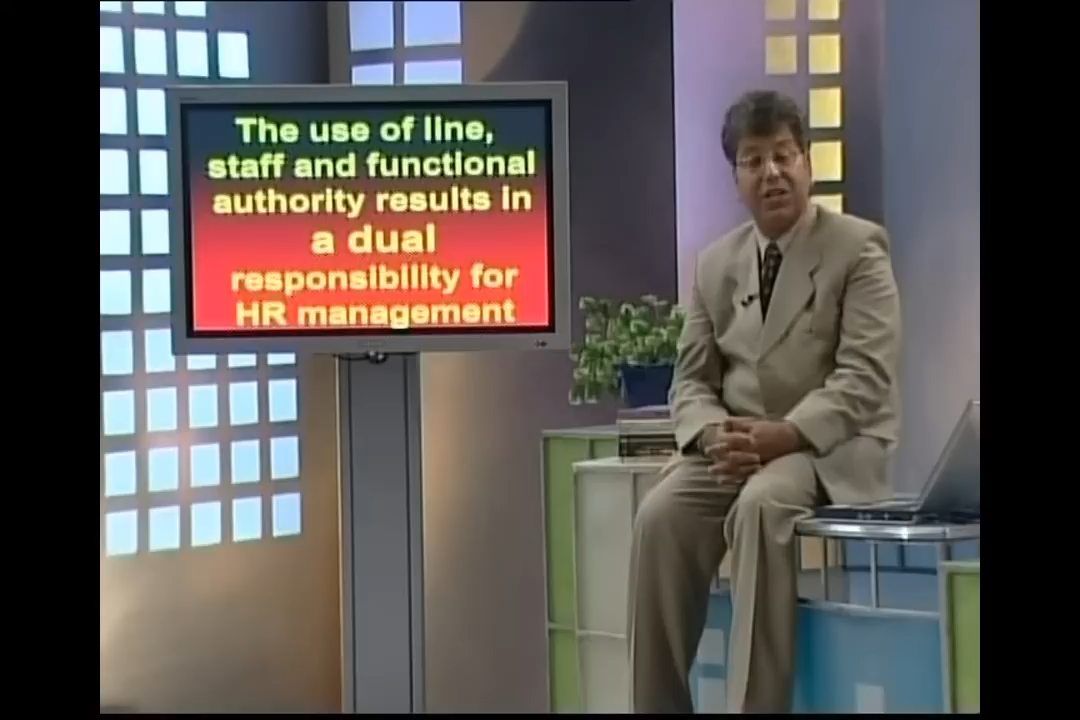 The use of line,
staff and functional
authority results in
a dual
responsibility for
HR management